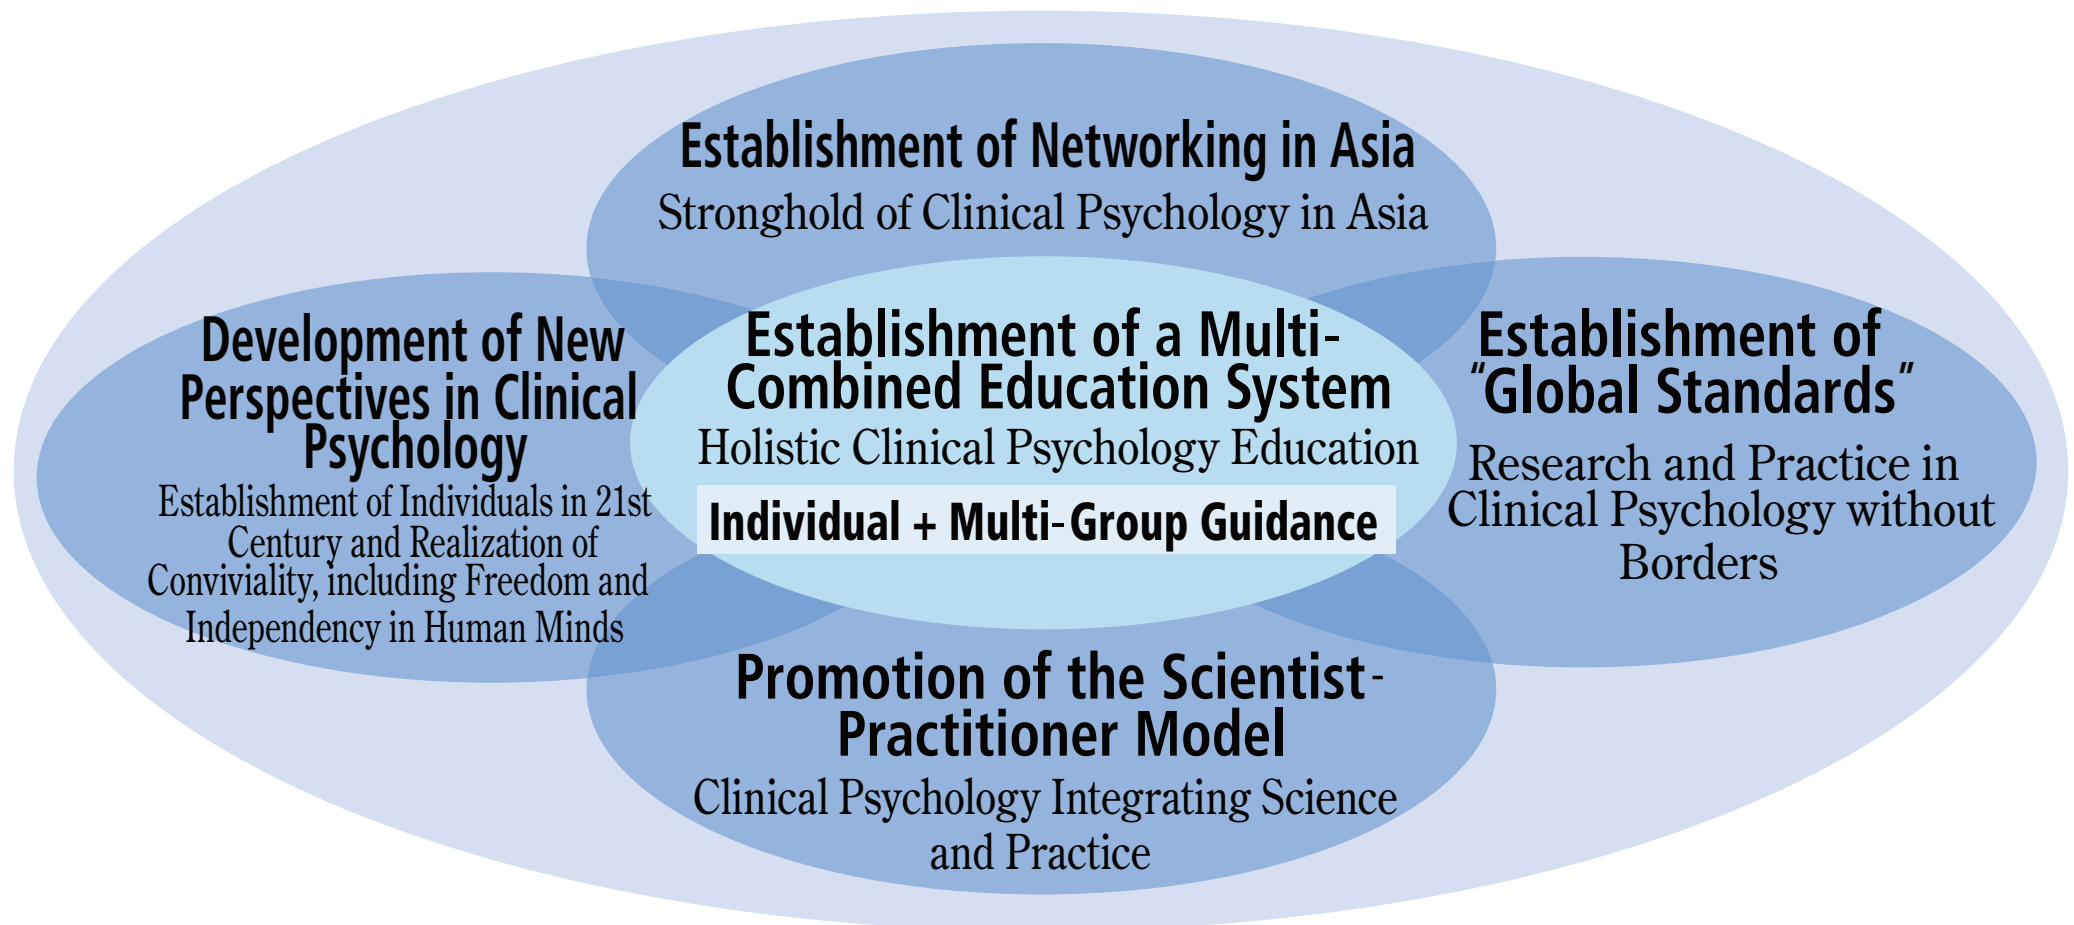 Establishment of Networking in Asia
Stronghold of Clinical Psychology in Asia
Development of New
Perspectives in Clinical
Psychology
Establishment of Individuals in 21st
Century and Realization of
Conviviality, including Freedom and
Independency in Human Minds
Establishment of a Multi-
Combined Education System
Holistic Clinical Psychology Education
Individual + Multi-Group Guidance
Establishment of
"Global Standards"
Research and Practice in
Clinical Psychology without
Borders
Promotion of the Scientist-
Practitioner Model
Clinical Psychology Integrating Science
and Practice